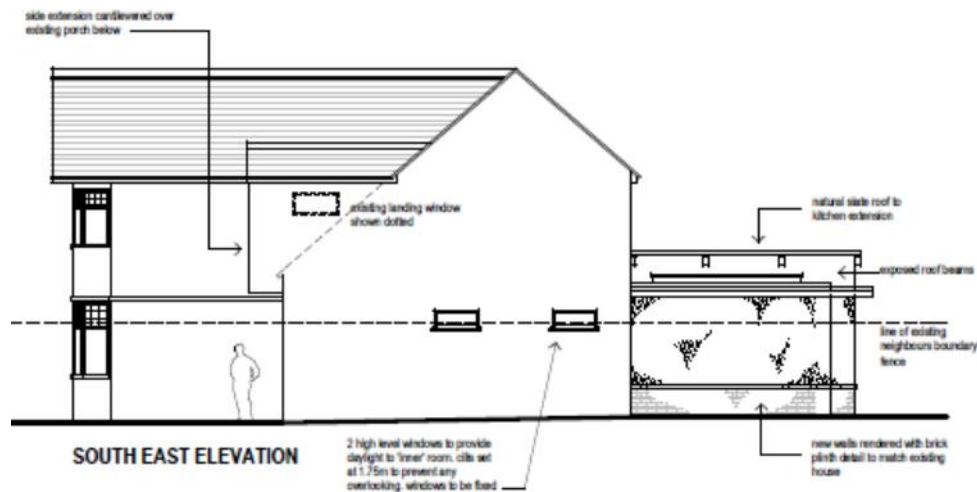 side extension cantilevered over
existing porch below
existing landing window
shown dotted
natural slate roof to
kitchen extension
exposed roof beams
line of existing
neighbours boundary
fence
SOUTH EAST ELEVATION
2 high level windows to provide
daylight to 'inner' room. cills set
at 1.75m to prevent any
overlooking. windows to be fixed
new walls rendered with brick
plinth detail to match existing
house